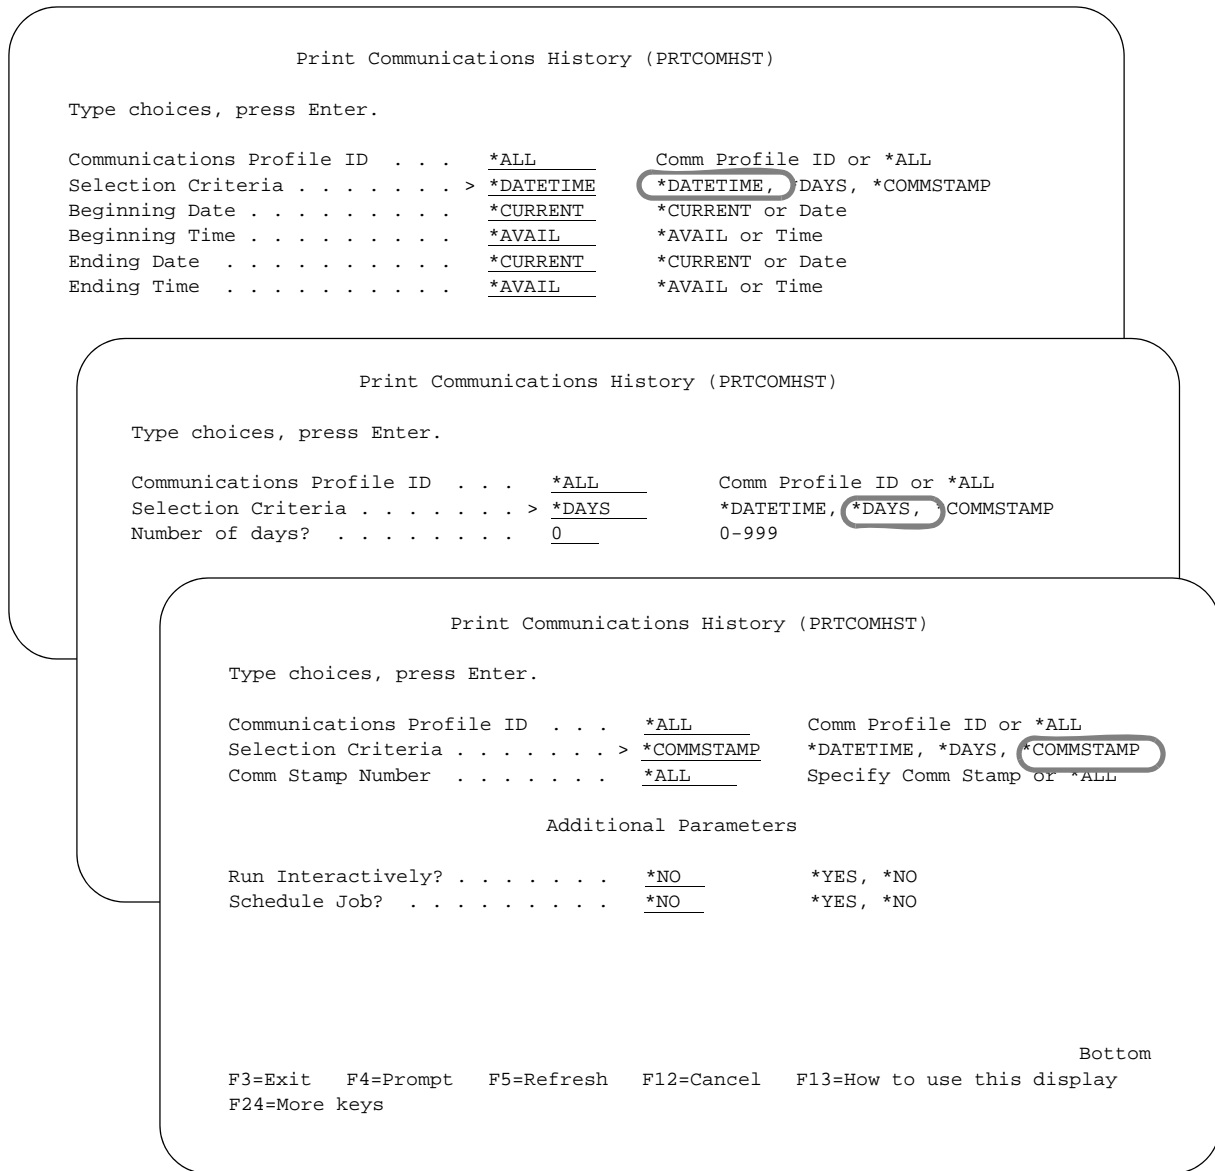 Print Communications History (PRTCOMHST)
Type choices, press Enter.
Communications Profile ID . . . *ALL Comm Profile ID or *ALL
Selection Criteria . . . . . . . > *DATETIME *DATETIME, *DAYS, *COMMSTAMP
Beginning Date . . . . . . . . . *CURRENT *CURRENT or Date
Beginning Time . . . . . . . . . *AVAIL *AVAIL or Time
Ending Date . . . . . . . . . . *CURRENT *CURRENT or Date
Ending Time . . . . . . . . . . *AVAIL *AVAIL or Time
Print Communications History (PRTCOMHST)
Type choices, press Enter.
Communications Profile ID . . . *ALL Comm Profile ID or *ALL
Selection Criteria . . . . . . . > *DAYS *DATETIME, *DAYS, *COMMSTAMP
Number of days? . . . . . . . . 0 0-999
Print Communications History (PRTCOMHST)
Type choices, press Enter.
Communications Profile ID . . . *ALL Comm Profile ID or *ALL
Selection Criteria . . . . . . . > *COMMSTAMP *DATETIME, *DAYS, *COMMSTAMP
Comm Stamp Number . . . . . . . *ALL Specify Comm Stamp or *ALL
Additional Parameters
Run Interactively? . . . . . . . *NO *YES, *NO
Schedule Job? . . . . . . . . . *NO *YES, *NO
Bottom
F3=Exit F4=Prompt F5=Refresh F12=Cancel F13=How to use this display
F24=More keys